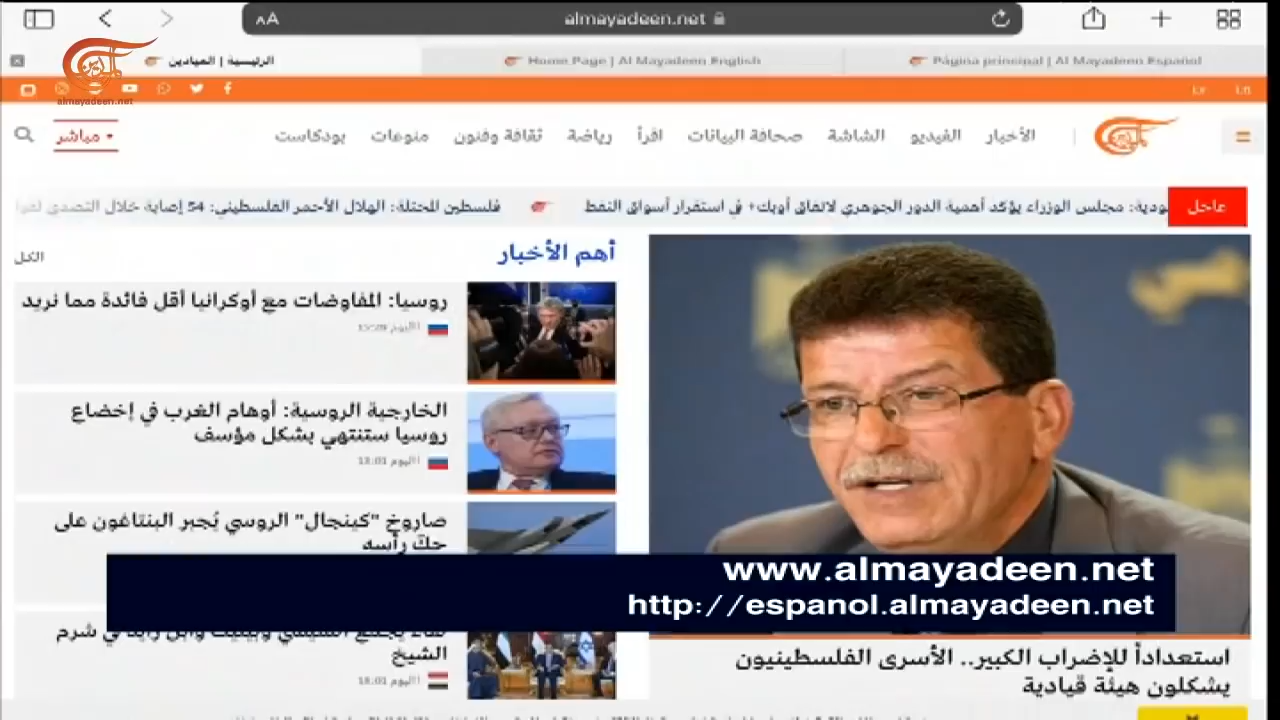 almayadeen.net
الرئيسية | الميادين
Home Page | Al Mayadeen English
Página principal | Al Mayadeen Español
almayadeen.net
الأخبار الفيديو الشاشة صحافة البيانات اقرأ رياضة ثقافة وفنون منوعات بودكاست
مباشر
عاجل
مجلس الوزراء يؤكد أهمية الدور الجوهري لاتفاق أوبك+ في استقرار أسواق النفط
فلسطين المحتلة: الهلال الأحمر الفلسطيني: 54 إصابة خلال التصدي
أهم الأخبار
الكل
روسيا: المفاوضات مع أوكرانيا أقل فائدة مما نريد
اليوم
الخارجية الروسية: أوهام الغرب في إخضاع
روسيا ستنتهي بشكل مؤسف
اليوم 18:01
صاروخ "كينجال" الروسي يُجبر البنتاغون على
حكّ رأسه
www.almayadeen.net
http://espanol.almayadeen.net
شرم
الشيخ
اليوم 18:01
استعداداً للإضراب الكبير.. الأسرى الفلسطينيون
يشكلون هيئة قيادية